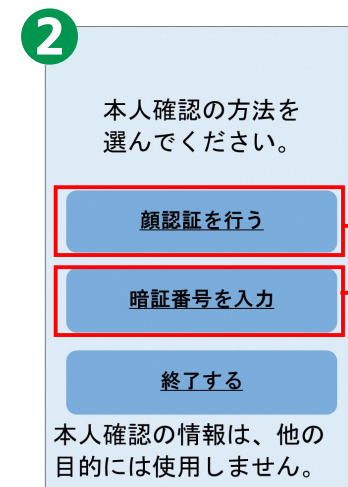 2
本人確認の方法を
選んでください。
顔認証を行う
暗証番号を入力
終了する
本人確認の情報は、他の
目的には使用しません。